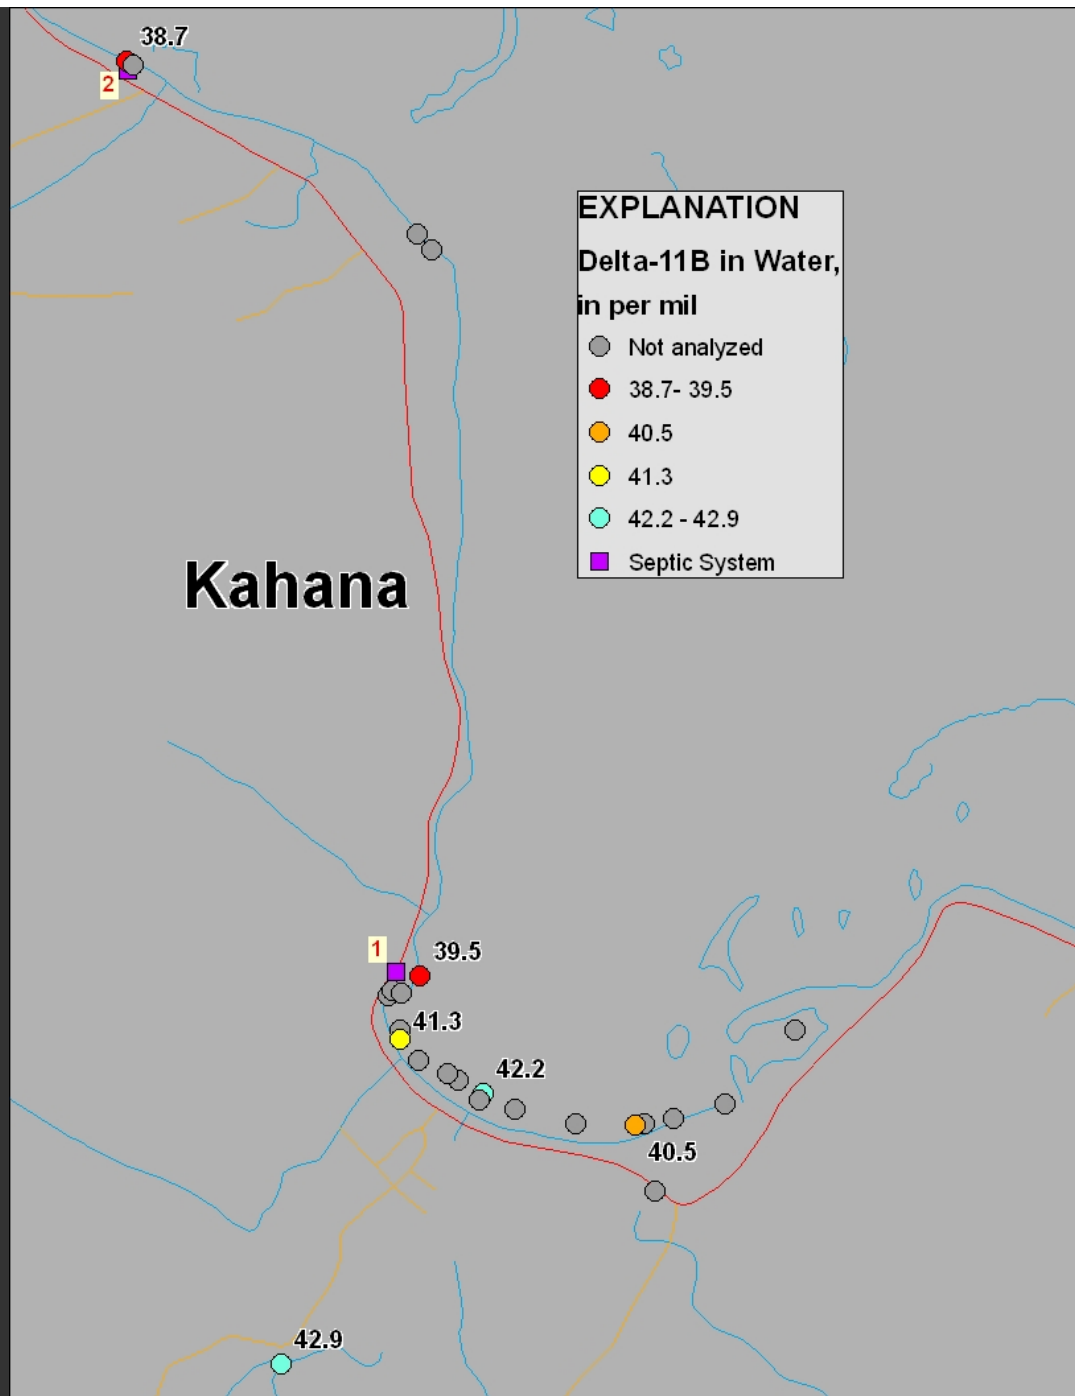 38.7
2
EXPLANATION
Delta-11B in Water,
in per mil
Not analyzed
38.7- 39.5
40.5
41.3
42.2 - 42.9
Septic System
Kahana
1
39.5
41.3
42.2
40.5
42.9